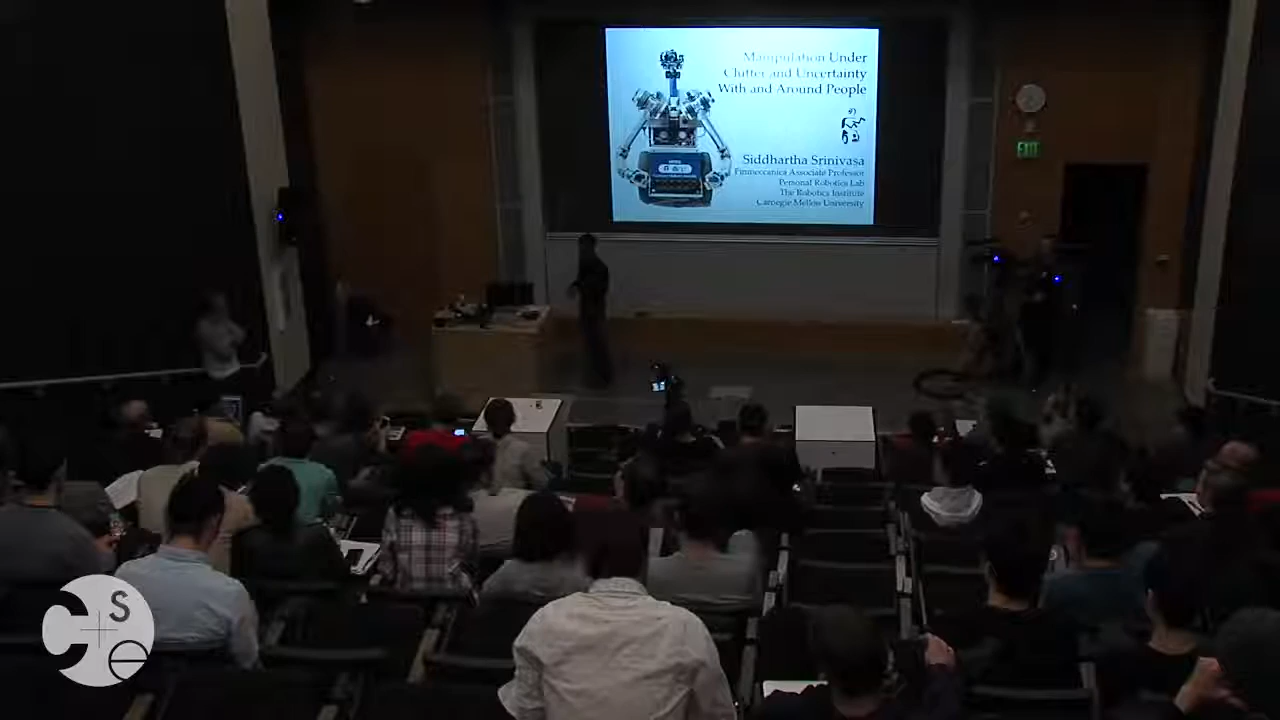 Manipulation Under
Clutter and Uncertainty
With and Around People
Siddhartha Srinivasa
Finmeccanica Associate Professor
Personal Robotics Lab
The Robotics Institute
Carnegie Mellon University
EXIT
C S e